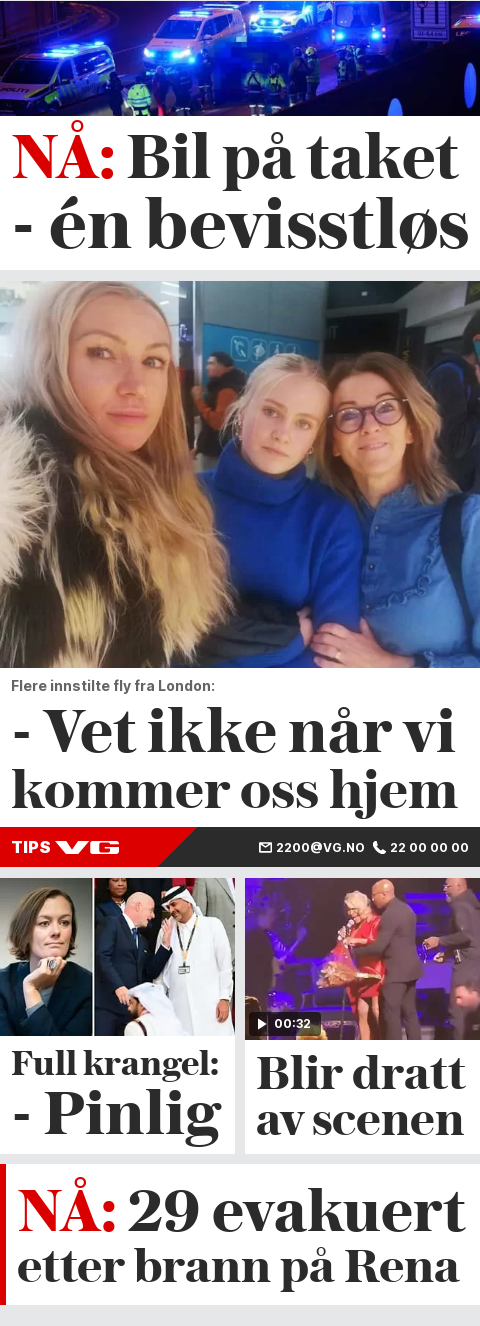 NÅ: Bil på taket
- én bevisstløs
Flere innstilte fly fra London:
- Vet ikke når vi
kommer oss hjem
TIPS VG 2200@VG.NO 22 00 00 00
Full krangel:
- Pinlig
00:32
Blir dratt
av scenen
NÅ: 29 evakuert
etter brann på Rena